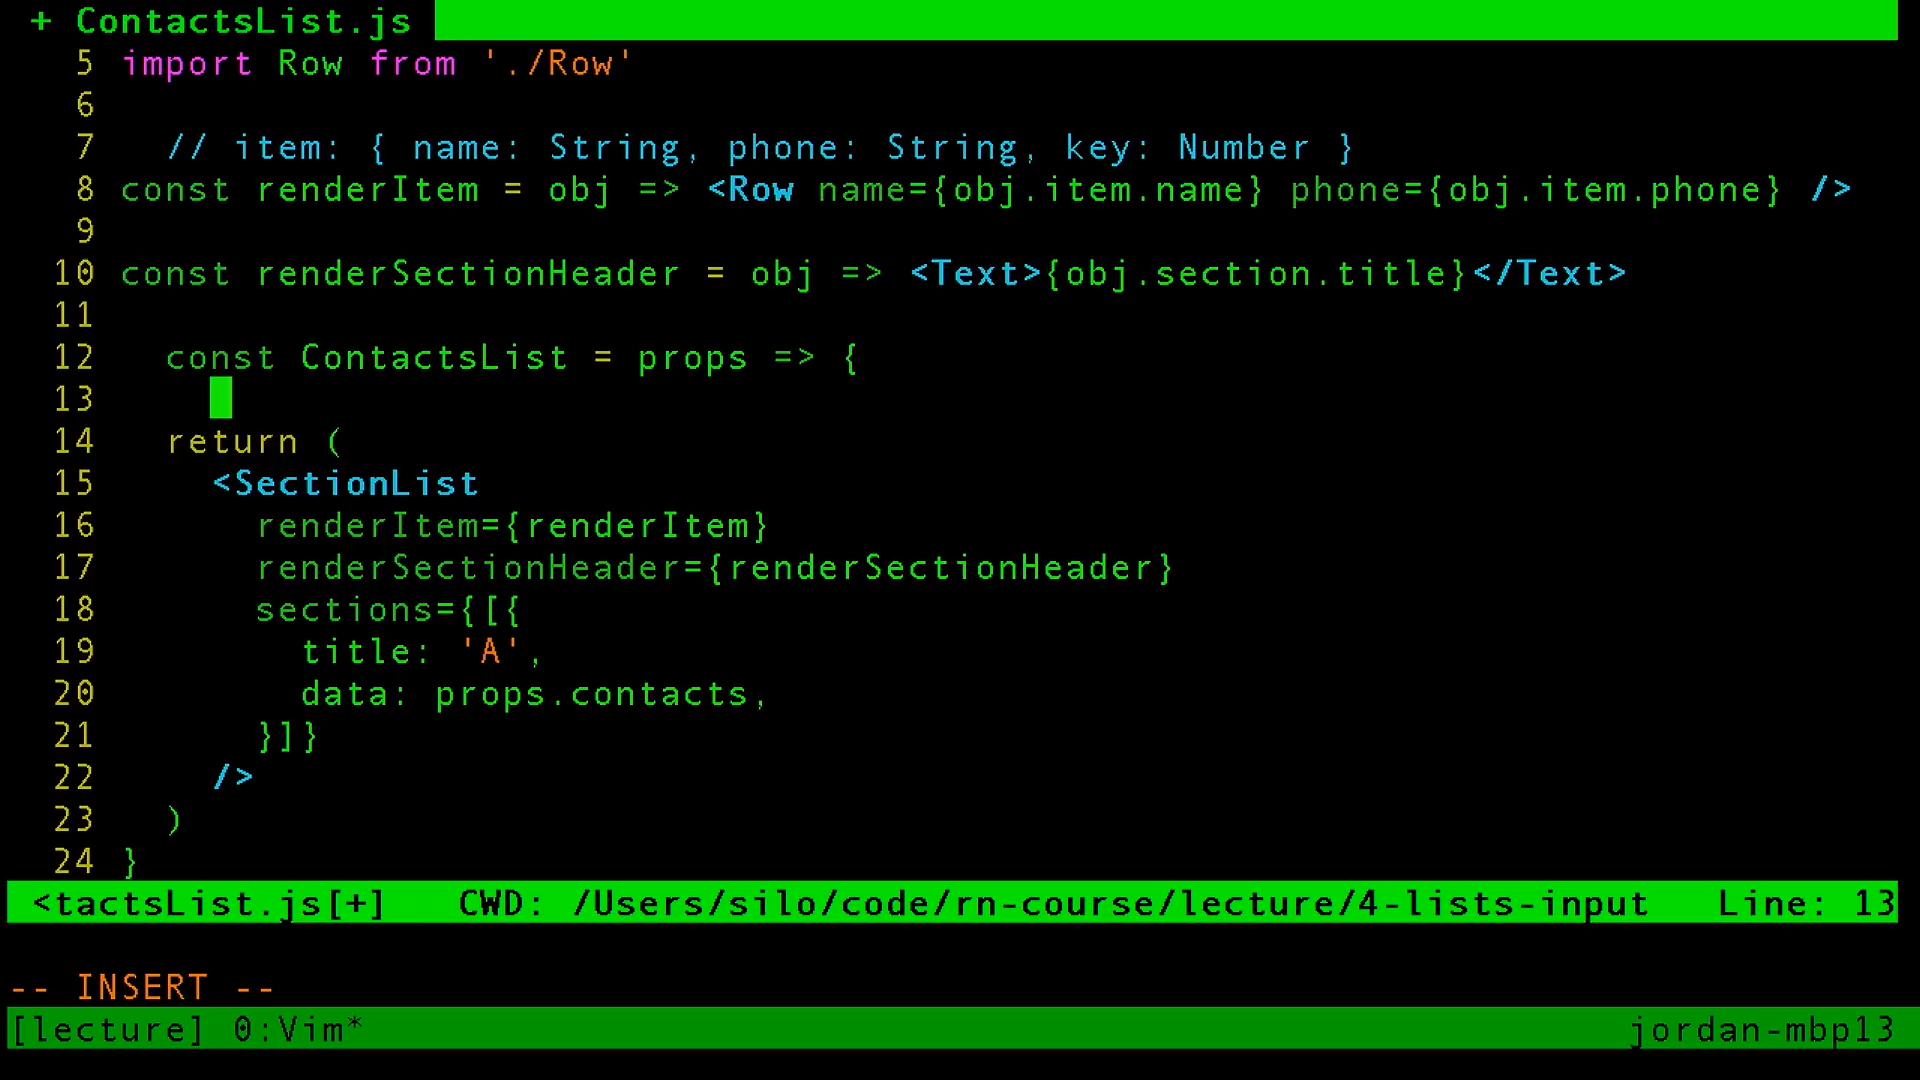 + ContactsList.js
5 import Row from './Row'
6
7 // item: { name: String, phone: String, key: Number }
8 const renderItem = obj => <Row name={obj.item.name} phone={obj.item.phone} />
9
10 const renderSectionHeader = obj => <Text>{obj.section.title}</Text>
11
12 const ContactsList = props => {
13
14 return (
15 <SectionList
16 renderItem={renderItem}
17 renderSectionHeader={renderSectionHeader}
18 sections={[{
19 title: 'A',
20 data: props.contacts,
21 }]}
22 />
23 )
24 }
<tactsList.js[+] CWD: /Users/silo/code/rn-course/lecture/4-lists-input Line: 13
-- INSERT --
[lecture] 0:Vim* jordan-mbp13